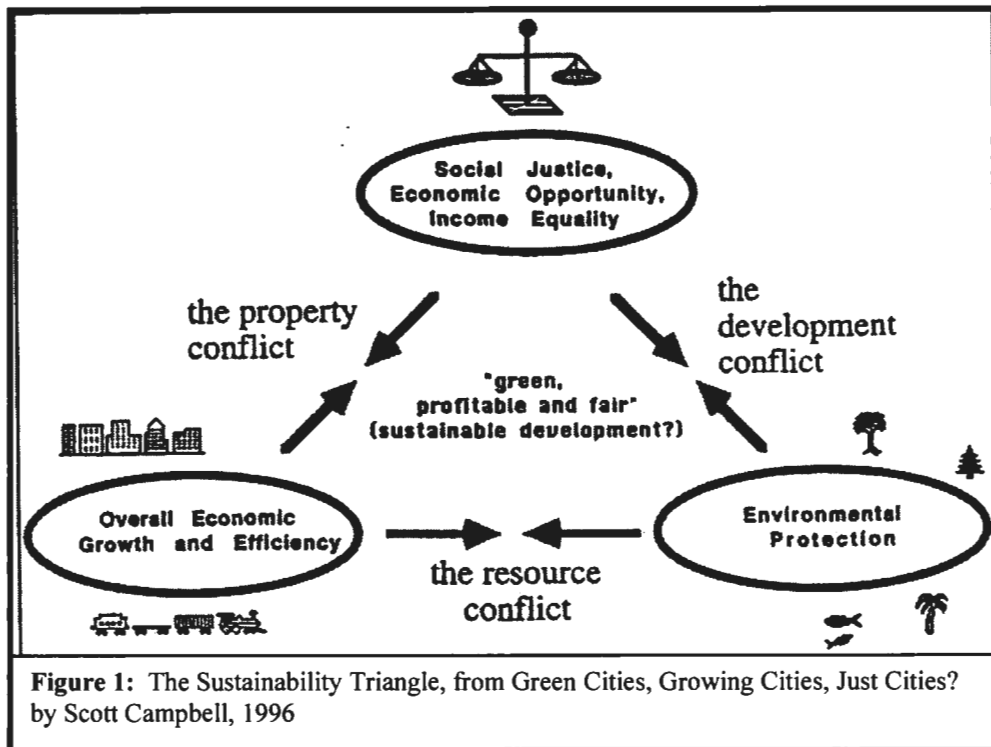 Social Justice,
Economic Opportunity,
Income Equality
the property
conflict
the
development
conflict
"green,
profitable and fair"
(sustainable development?)
Overall Economic
Growth and Efficiency
Environmental
Protection
the resource
conflict
Figure 1: The Sustainability Triangle, from Green Cities, Growing Cities, Just Cities?
by Scott Campbell, 1996